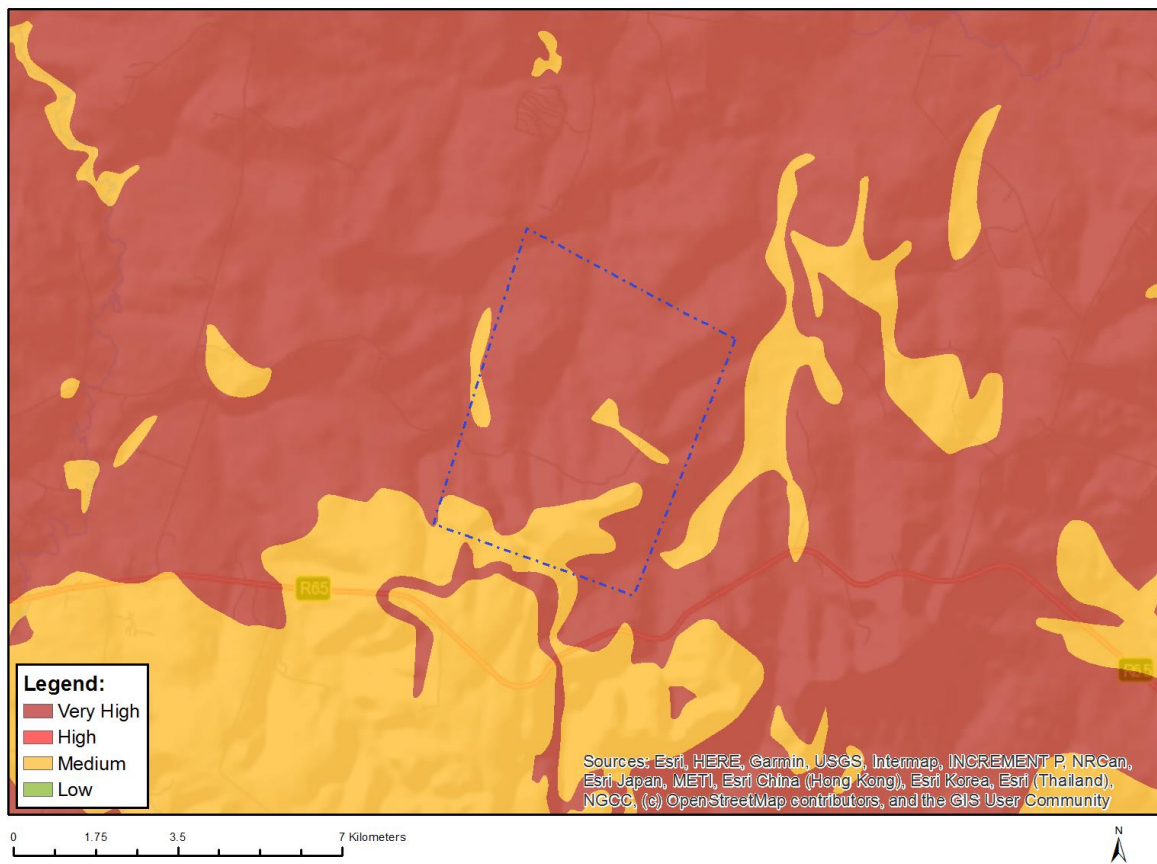 R65
R65
Legend:
Very High
High
Medium
Low
Sources: Esri, HERE, Garmin, USGS, Intermap, INCREMENT P, NRCan,
Esri Japan, METI, Esri China (Hong Kong), Esri Korea, Esri (Thailand),
NGCC, (c) OpenStreetMap contributors, and the GIS User Community
0 1.75 3.5 7 Kilometers
N